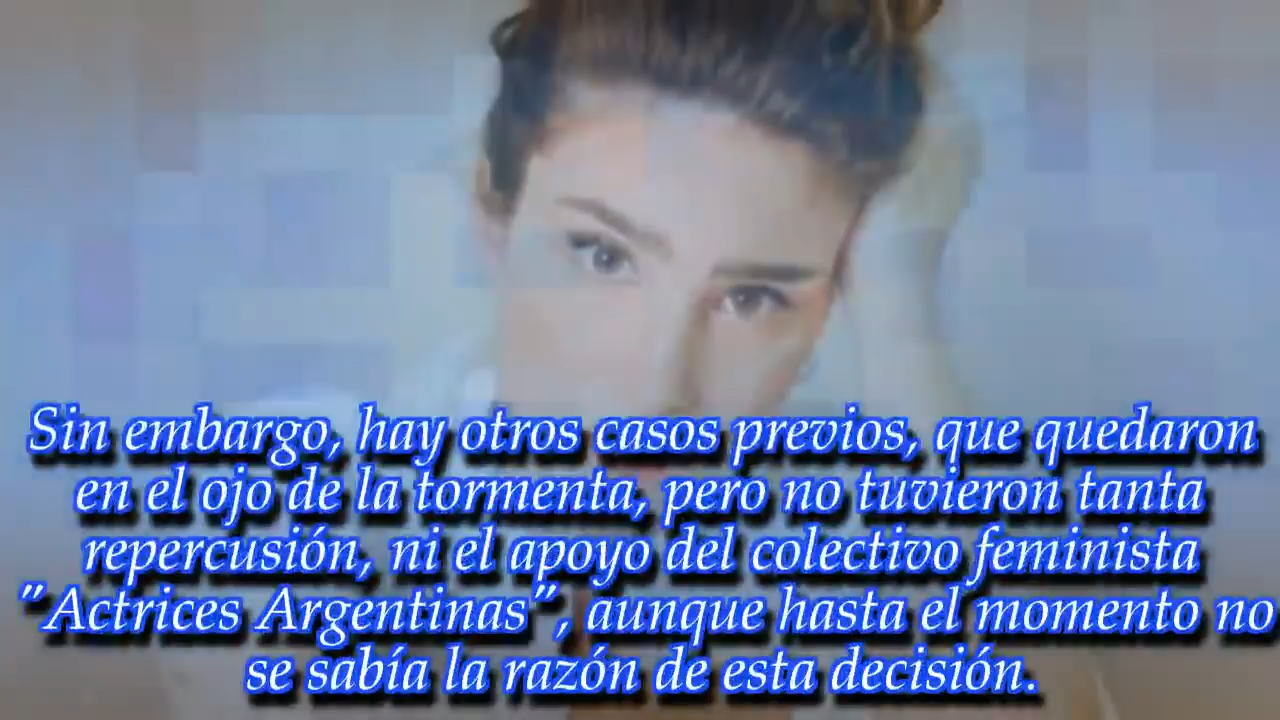 Sin embargo, hay otros casos previos, que quedaron
en el ojo de la tormenta, pero no tuvieron tanta
repercusión, ni el apoyo del colectivo feminista
"Actrices Argentinas", aunque hasta el momento no
se sabía la razón de esta decisión.